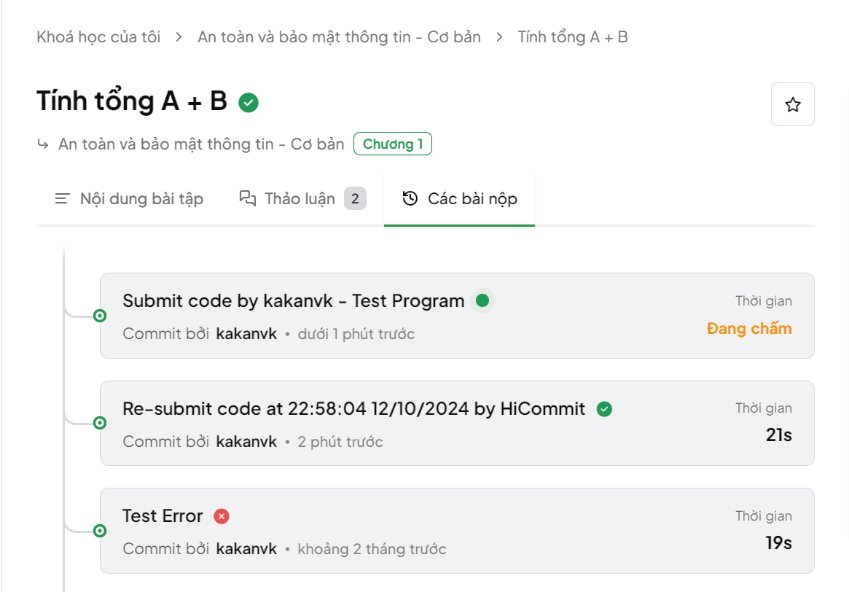 Khoá học của tôi > An toàn và bảo mật thông tin - Cơ bản > Tính tổng A + B
Tính tổng A + B
An toàn và bảo mật thông tin - Cơ bản Chương 1
Nội dung bài tập Thảo luận 2 Các bài nộp
Submit code by kakanvk - Test Program
Thời gian
Commit bởi kakanvk • dưới 1 phút trước
Đang chấm
Re-submit code at 22:58:04 12/10/2024 by HiCommit
Thời gian
Commit bởi kakanvk • 2 phút trước
21s
Test Error
Thời gian
Commit bởi kakanvk • khoảng 2 tháng trước
19s